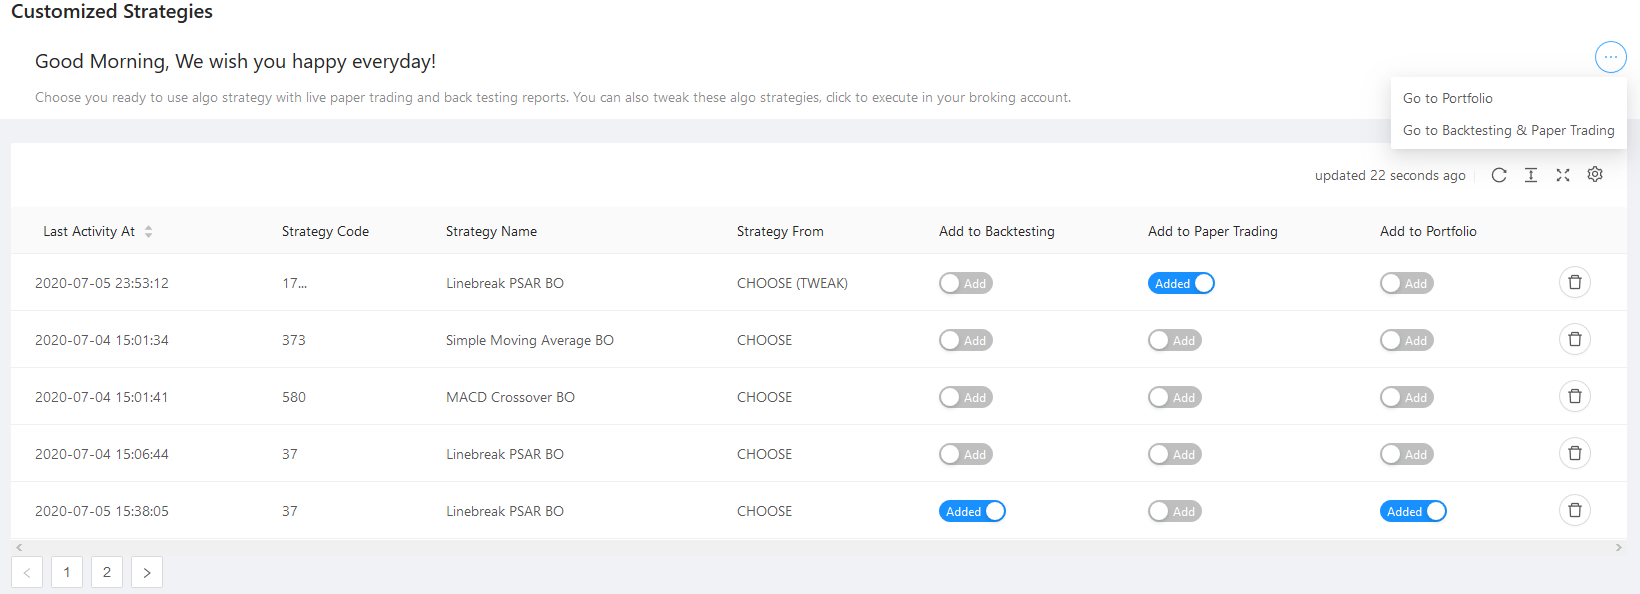 Customized Strategies
Good Morning, We wish you happy everyday!
Choose you ready to use algo strategy with live paper trading and back testing reports. You can also tweak these algo strategies, click to execute in your broking account.
Go to Portfolio
Go to Backtesting & Paper Trading
updated 22 seconds ago
Last Activity At Strategy Code Strategy Name Strategy From Add to Backtesting Add to Paper Trading Add to Portfolio
2020-07-05 23:53:12 17... Linebreak PSAR BO CHOOSE (TWEAK) Add Added Add
2020-07-04 15:01:34 373 Simple Moving Average BO CHOOSE Add Add Add
2020-07-04 15:01:41 580 MACD Crossover BO CHOOSE Add Add Add
2020-07-04 15:06:44 37 Linebreak PSAR BO CHOOSE Add Add Add
2020-07-05 15:38:05 37 Linebreak PSAR BO CHOOSE Added Add Added
< 1 2 >